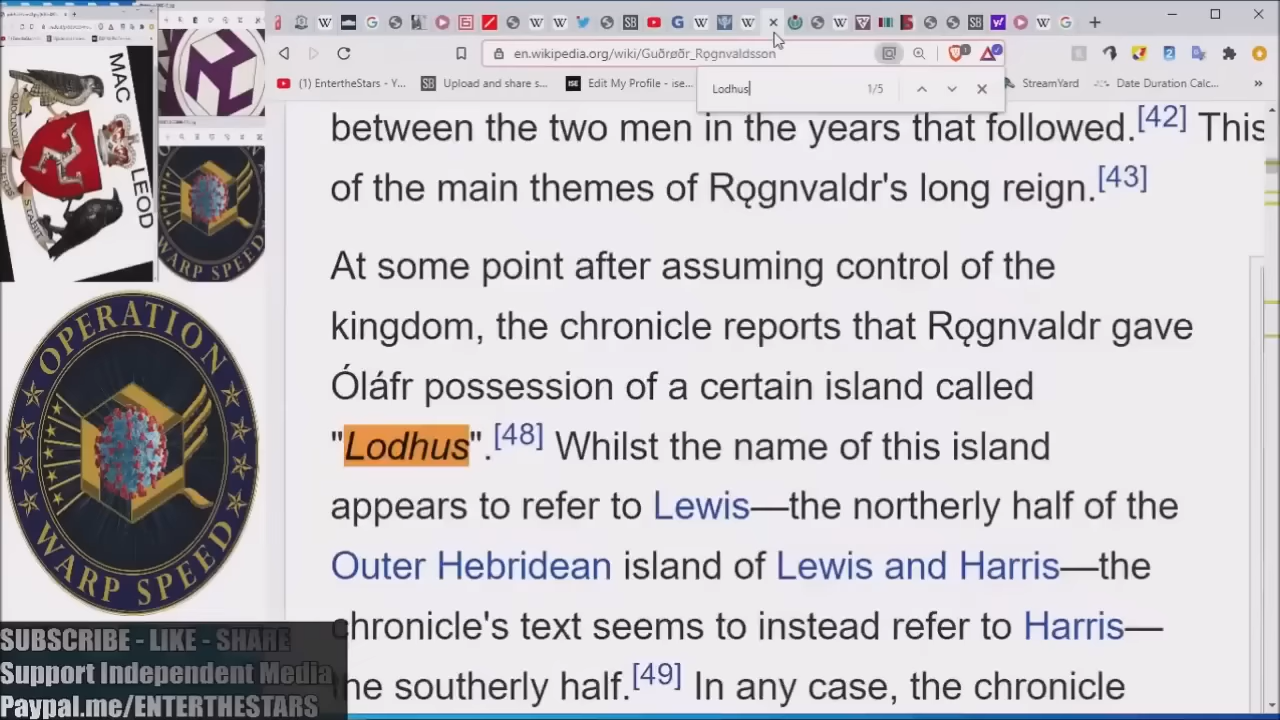 en.wikipedia.org/wiki/Guðrøðr_Rǫgnvaldsson
(1) EntertheStars - Y...
Upload and share s...
Edit My Profile - ise...
StreamYard
Date Duration Calc...
Lodhus
1/5
MAC
LEOD
STABIT
WARP SPEED
OPERATION
WARP SPEED
between the two men in the years that followed.[42] This
of the main themes of Rǫgnvaldr's long reign.[43]
At some point after assuming control of the
kingdom, the chronicle reports that Rǫgnvaldr gave
Óláfr possession of a certain island called
"Lodhus".[48] Whilst the name of this island
appears to refer to Lewis—the northerly half of the
Outer Hebridean island of Lewis and Harris—the
chronicle's text seems to instead refer to Harris—
he southerly half.[49] In any case, the chronicle
SUBSCRIBE - LIKE - SHARE
Support Independent Media
Paypal.me/ENTERTHESTARS